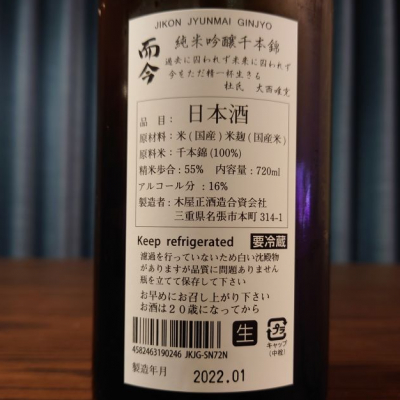 JIKON JYUNMAI GINJYO
而今
純米吟醸千本錦
過去に囚われず未来に囚われず
今をただ精一杯生きる
杜氏 大西唯克
品 目: 日本酒
原材料:米(国産)米麹(国産米)
原料米:千本錦(100%)
精米歩合:55% 内容量:720ml
アルコール分 :16%
製造者:木屋正酒造合資会社
三重県名張市本町 314-1
Keep refrigerated 要冷蔵
濾過を行っていないため白い沈殿物
がありますが品質に問題ありません
瓶を立てて保存して下さい
お早めにお召し上がり下さい
お酒は20歳になってから
4582463190246 JKJG-SN72N
生
プラ
キャップ
(中栓)
製造年月 2022.01